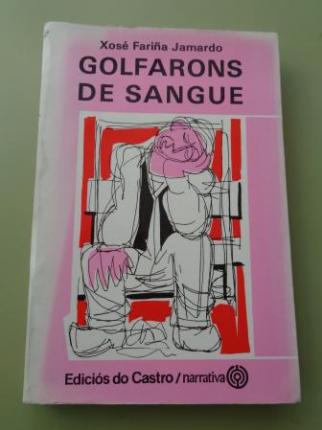 Xosé Fariña Jamardo
GOLFARONS
DE SANGUE
Ediciós do Castro/narrativa